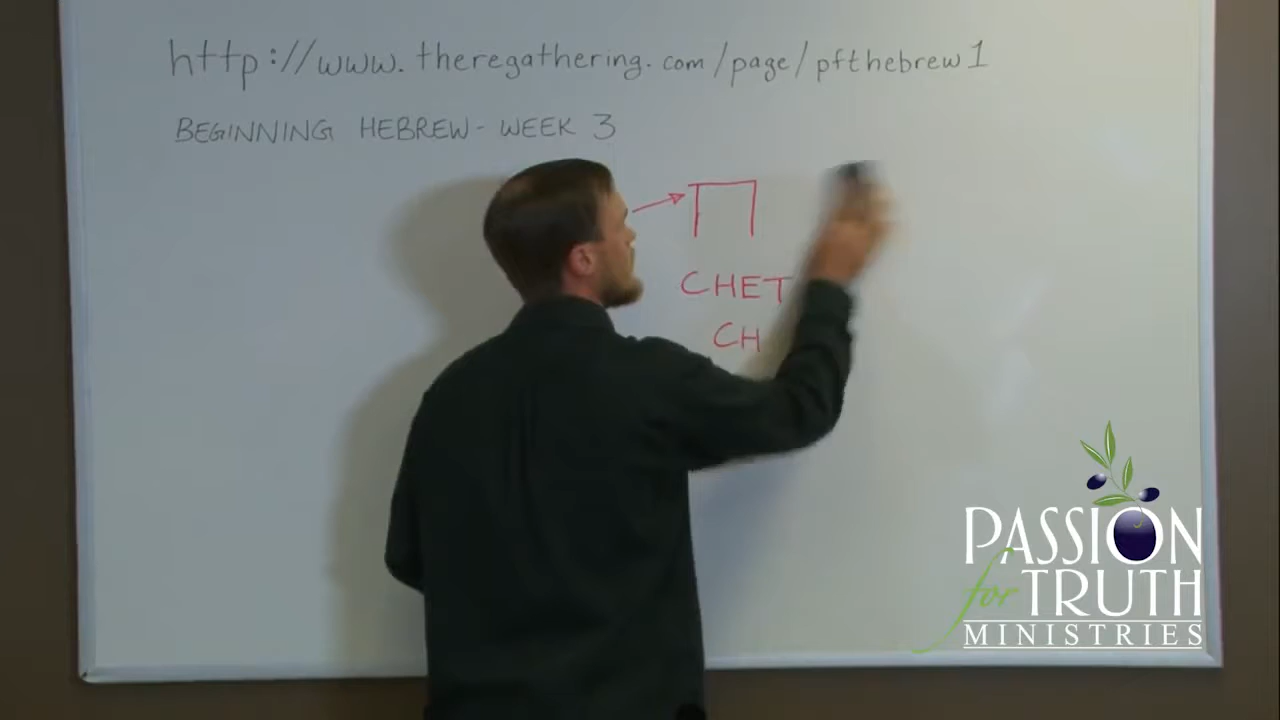 http://www.theregathering.com/page/pfthebrew1
BEGINNING HEBREW- WEEK 3
ח
CHET
CH
PASSION
for TRUTH
MINISTRIES